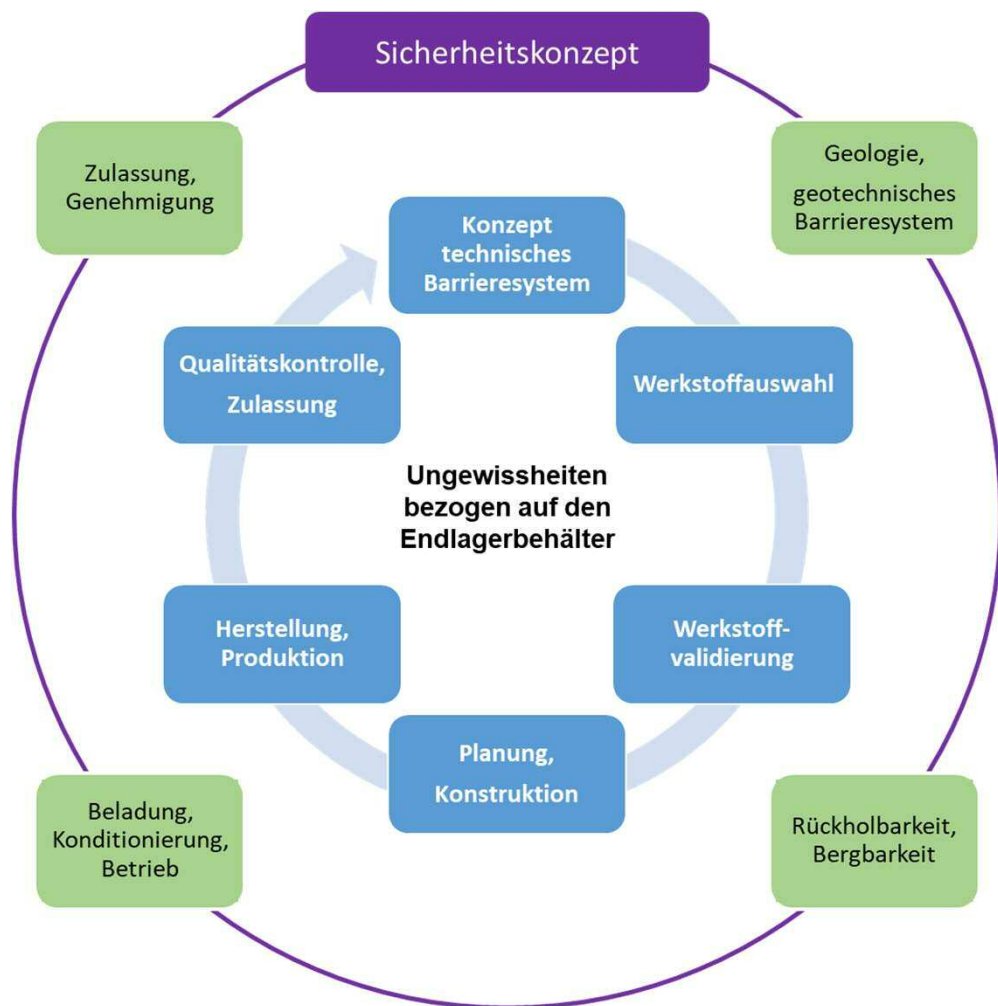 Sicherheitskonzept
Zulassung,
Genehmigung
Geologie,
geotechnisches
Barrieresystem
Konzept
technisches
Barrieresystem
Qualitätskontrolle,
Zulassung
Werkstoffauswahl
Ungewissheiten
bezogen auf den
Endlagerbehälter
Herstellung,
Produktion
Werkstoff-
validierung
Planung,
Konstruktion
Beladung,
Konditionierung,
Betrieb
Rückholbarkeit,
Bergbarkeit